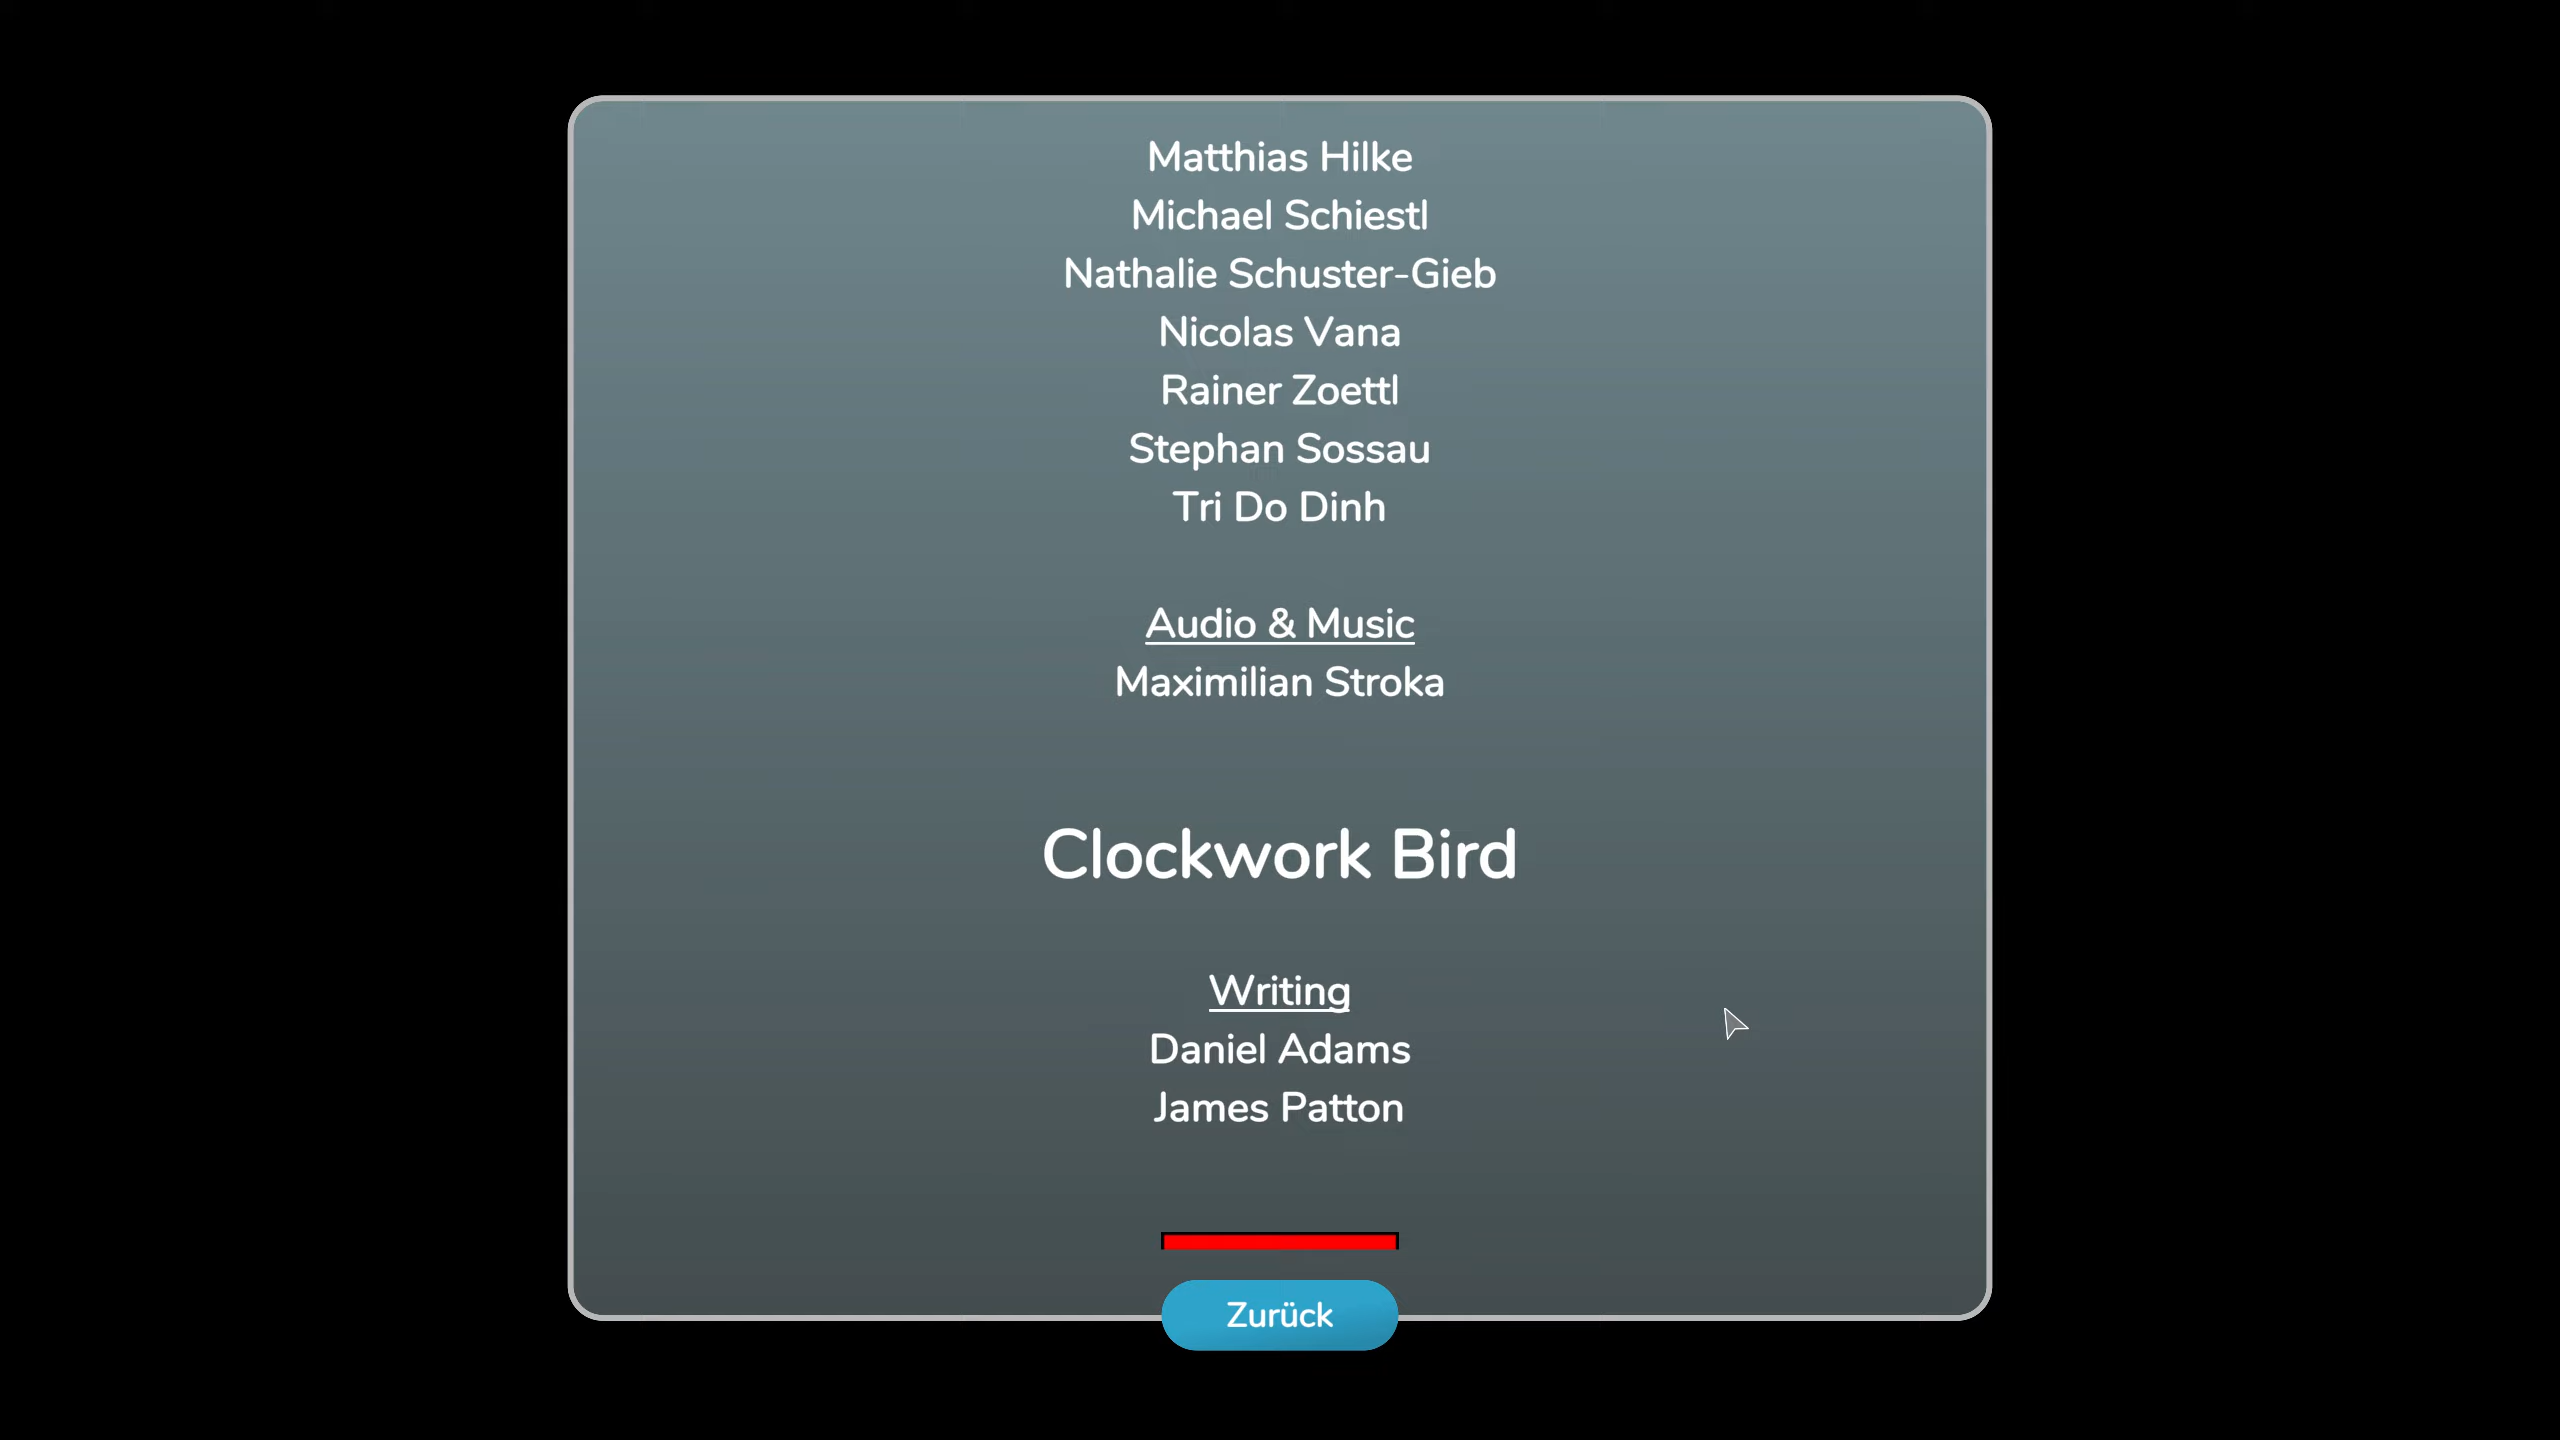 Matthias Hilke
Michael Schiestl
Nathalie Schuster-Gieb
Nicolas Vana
Rainer Zoettl
Stephan Sossau
Tri Do Dinh
Audio & Music
Maximilian Stroka
Clockwork Bird
Writing
Daniel Adams
James Patton
Zurück